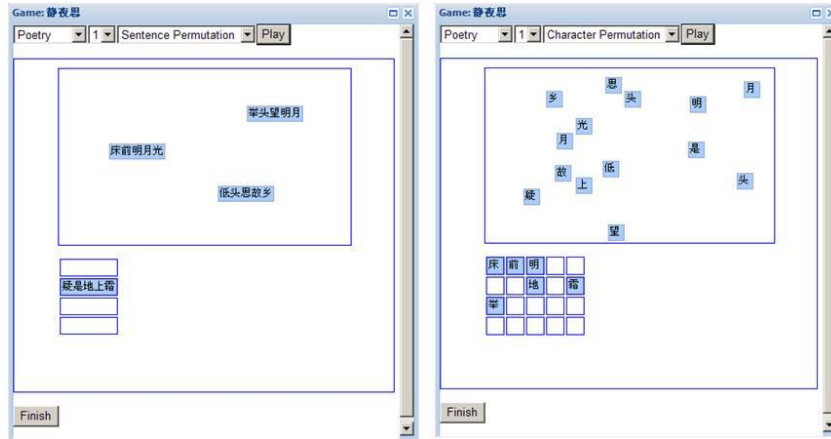 Game: 静夜思
Poetry 1 Sentence Permutation Play
举头望明月
床前明月光
低头思故乡
疑是地上霜
Finish
Game: 静夜思
Poetry 1 Character Permutation Play
思
月
乡
头
明
光
月
是
故
低
上
头
疑
望
床 前 明
地 霜
举
Finish